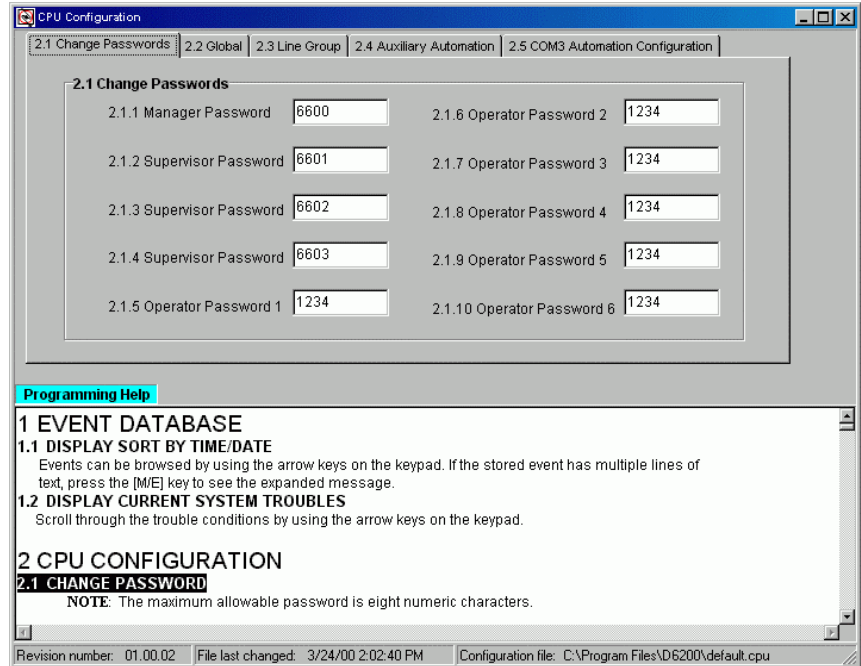 CPU Configuration
2.1 Change Passwords 2.2 Global 2.3 Line Group 2.4 Auxiliary Automation 2.5 COM3 Automation Configuration
2.1 Change Passwords
2.1.1 Manager Password 6600
2.1.2 Supervisor Password 6601
2.1.3 Supervisor Password 6602
2.1.4 Supervisor Password 6603
2.1.5 Operator Password 1 1234
2.1.6 Operator Password 2 1234
2.1.7 Operator Password 3 1234
2.1.8 Operator Password 4 1234
2.1.9 Operator Password 5 1234
2.1.10 Operator Password 6 1234
Programming Help
1 EVENT DATABASE
1.1 DISPLAY SORT BY TIME/DATE
Events can be browsed by using the arrow keys on the keypad. If the stored event has multiple lines of
text, press the [M/E] key to see the expanded message.
1.2 DISPLAY CURRENT SYSTEM TROUBLES
Scroll through the trouble conditions by using the arrow keys on the keypad.
2 CPU CONFIGURATION
2.1 CHANGE PASSWORD
NOTE: The maximum allowable password is eight numeric characters.
Revision number: 01.00.02 File last changed: 3/24/00 2:02:40 PM Configuration file: C:\Program Files\D6200\default.cpu